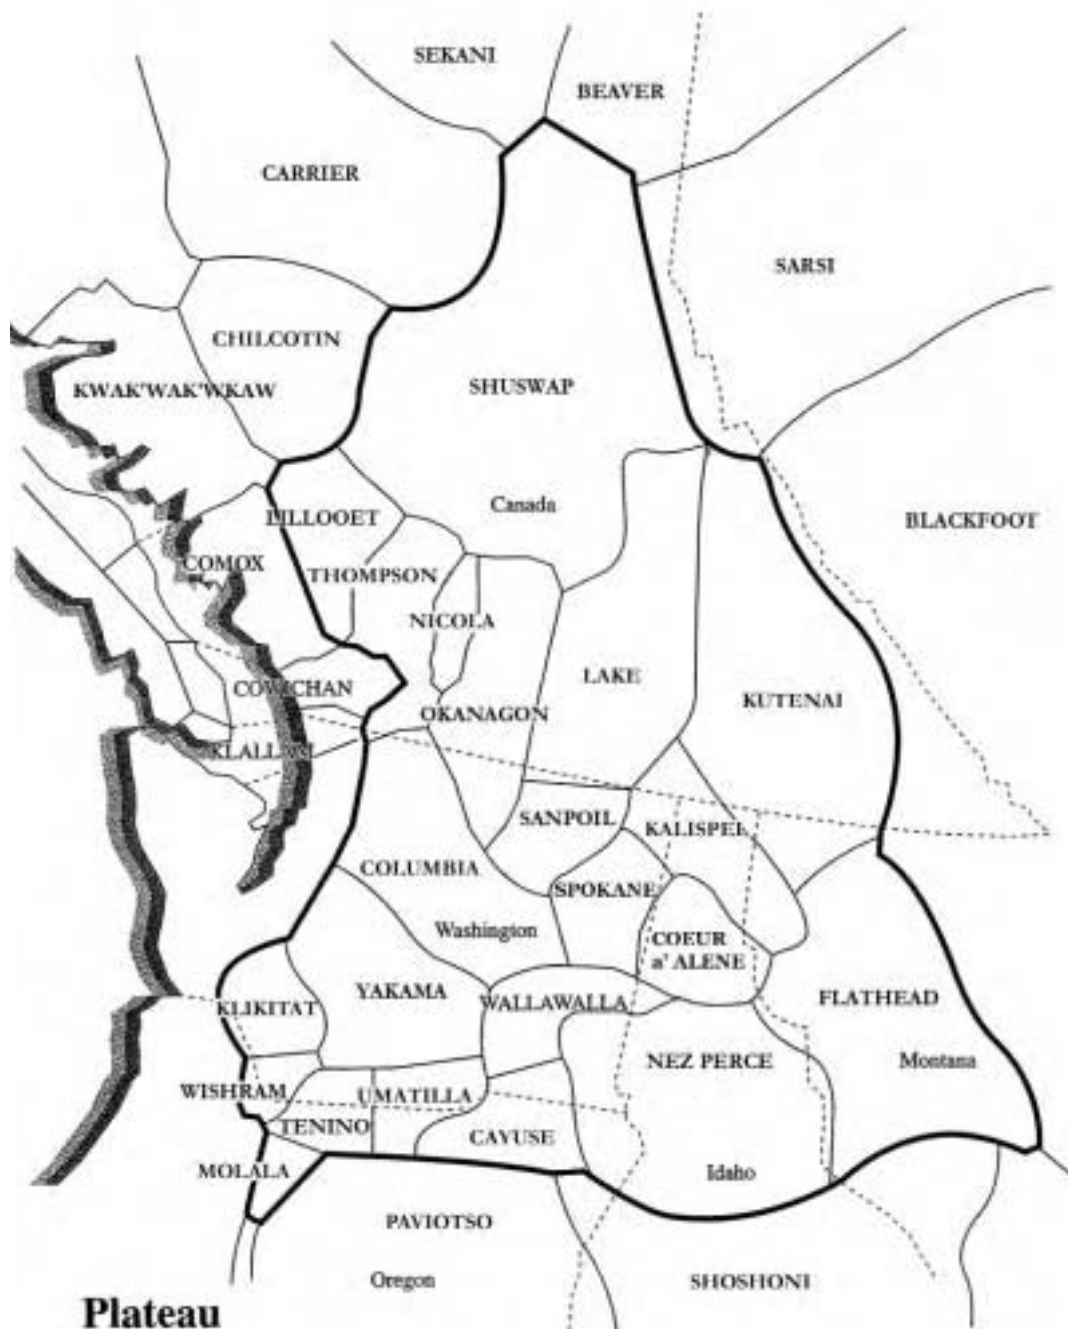 SEKANI
BEAVER
CARRIER
SARSI
CHILCOTIN
KWAK'WAK'WKAW
SHUSWAP
Canada
LILLOOET
BLACKFOOT
COMOX
THOMPSON
NICOLA
LAKE
COWICHAN
KUTENAI
OKANAGON
KLALLAM
SANPOIL
KALISPEL
COLUMBIA
SPOKANE
Washington
COEUR
a' ALENE
YAKAMA
WALLAWALLA
FLATHEAD
KLIKITAT
NEZ PERCE
Montana
WISHRAM
UMATILLA
TENINO
CAYUSE
MOLALA
Idaho
PAVIOTSO
Oregon
SHOSHONI
Plateau